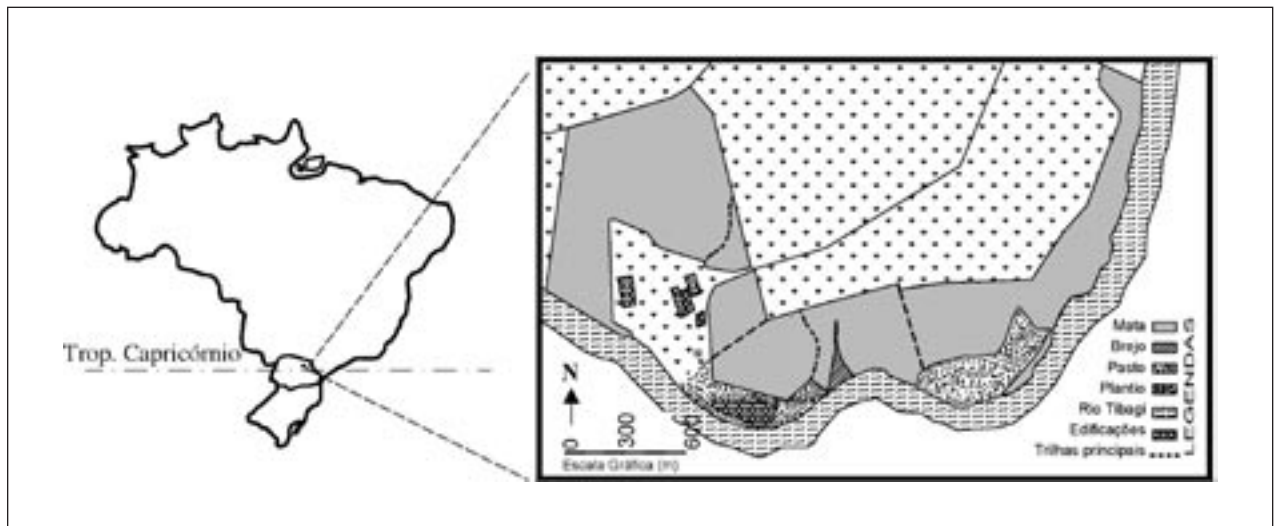 Trop. Capricórnio
N
0 300 600
Escala Gráfica (m)
Mata
Brejo
Pasto
Plantio
Rio Tibagi
Edificações
Trilhas principais
LEGENDAS